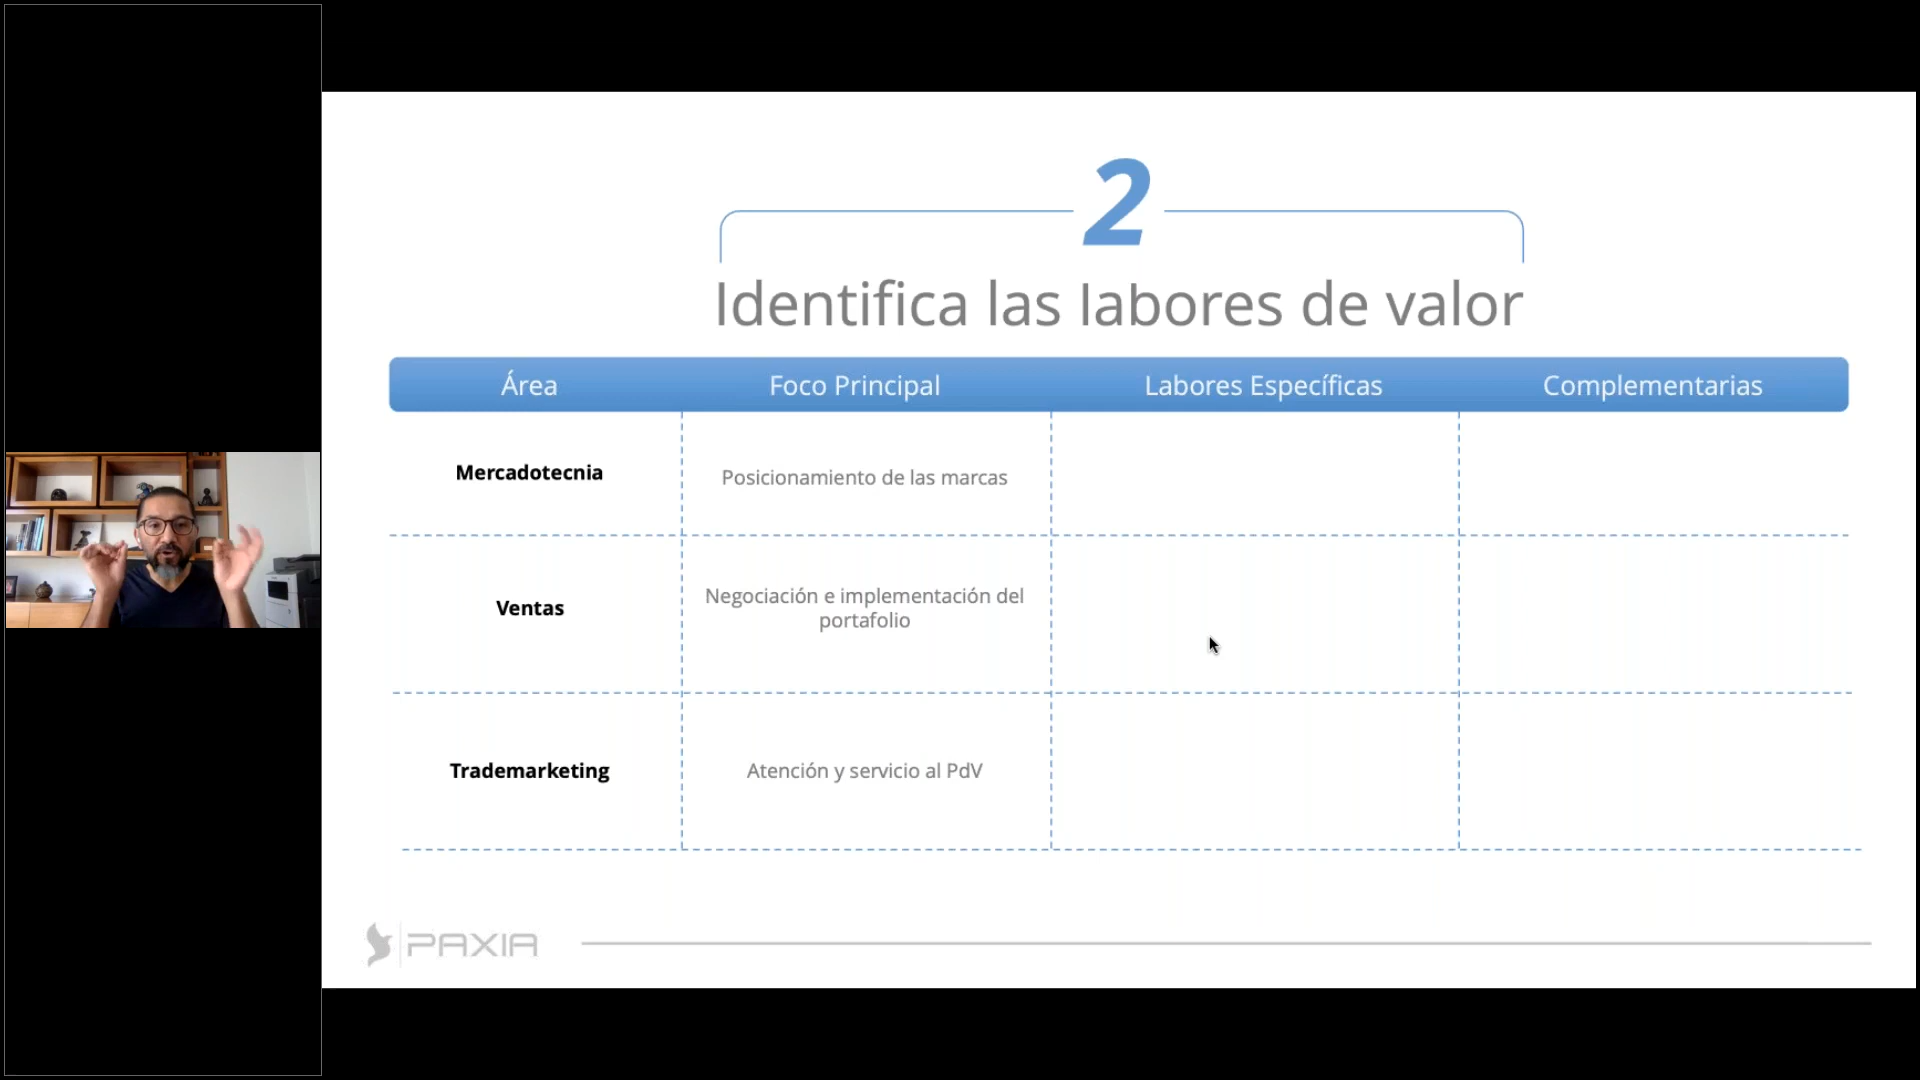 2
Identifica las labores de valor
Área Foco Principal Labores Específicas Complementarias
Mercadotecnia Posicionamiento de las marcas
Ventas Negociación e implementación del
portafolio
Trademarketing Atención y servicio al PdV
PAXIA